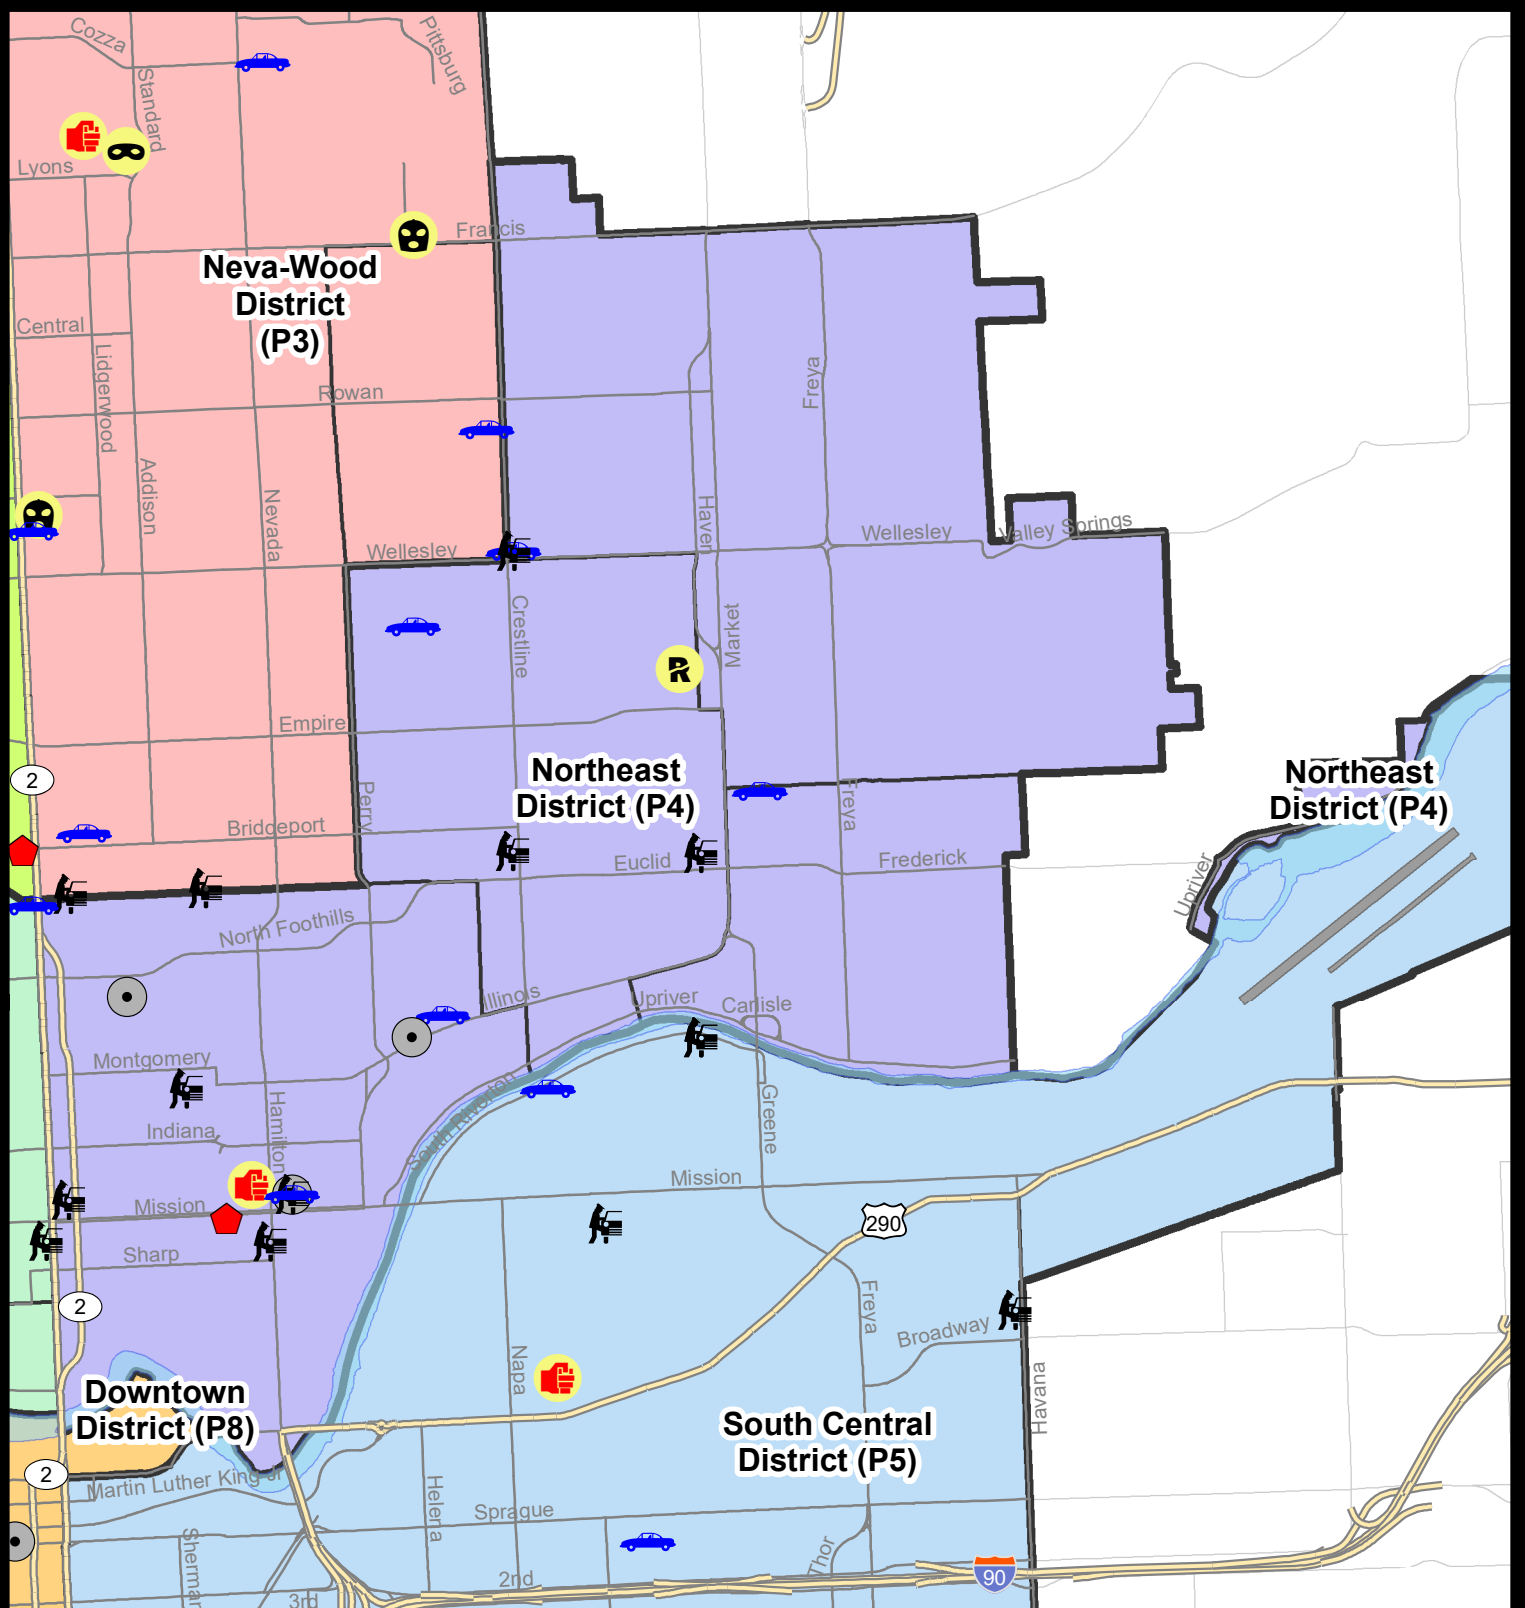 Cozza
Pittsburg
Standard
Lyons
Francis
Neva-Wood
District
(P3)
Central
Lidgerwood
Rowan
Freya
Addison
Nevada
Haven
Wellesley
Wellesley
Valley Springs
Crestline
Market
Empire
2
Perry
Northeast
District (P4)
Freya
Northeast
District (P4)
Bridgeport
Euclid
Frederick
Upriver
North Foothills
Illinois
Upriver
Carlisle
Montgomery
Hamilton
South Riverton
Greene
Indiana
Mission
Mission
290
Sharp
2
Freya
Broadway
Napa
Havana
Downtown
District (P8)
South Central
District (P5)
2
Martin Luther King Jr
Helena
Sprague
Sherman
Thor
2nd
90
3rd
R